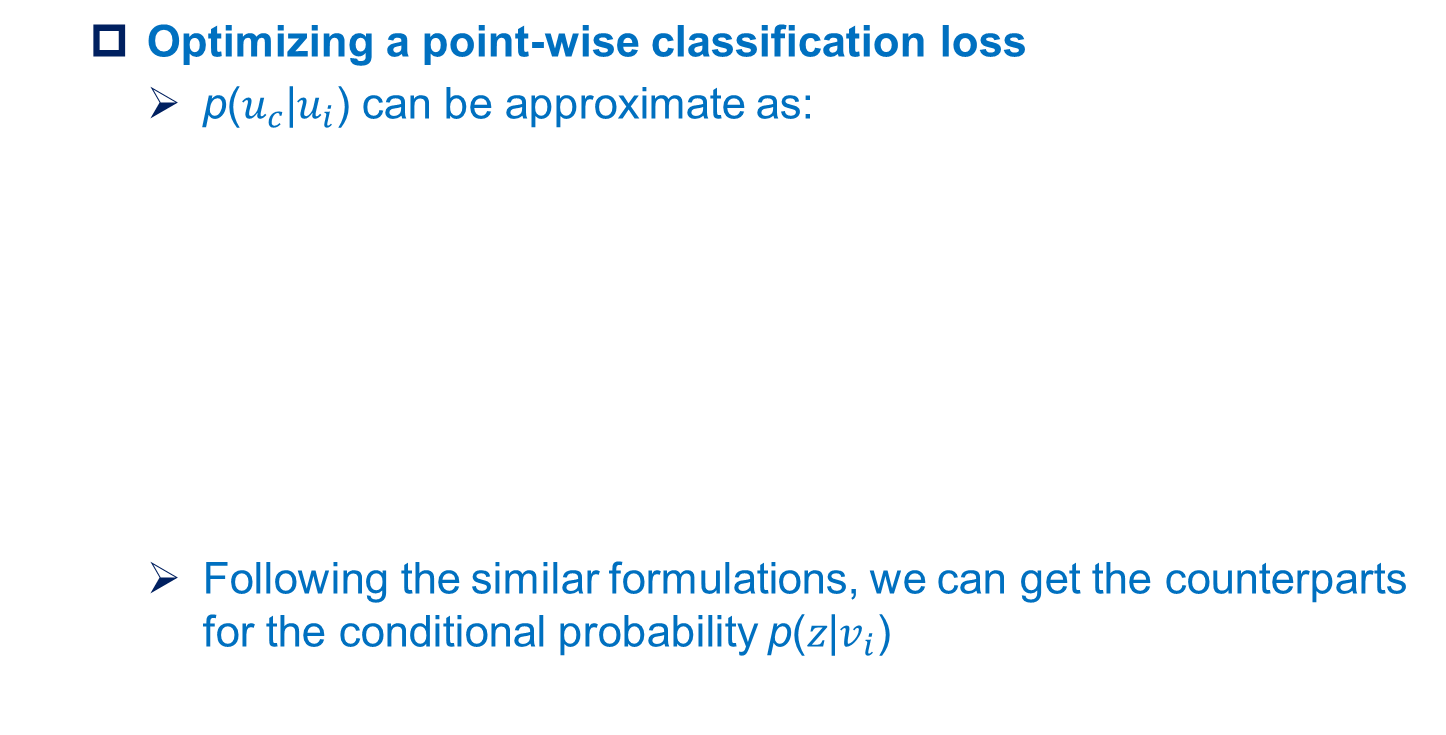 Optimizing a point-wise classification loss
p(u_c|u_i) can be approximate as:
Following the similar formulations, we can get the counterparts
for the conditional probability p(z|v_i)